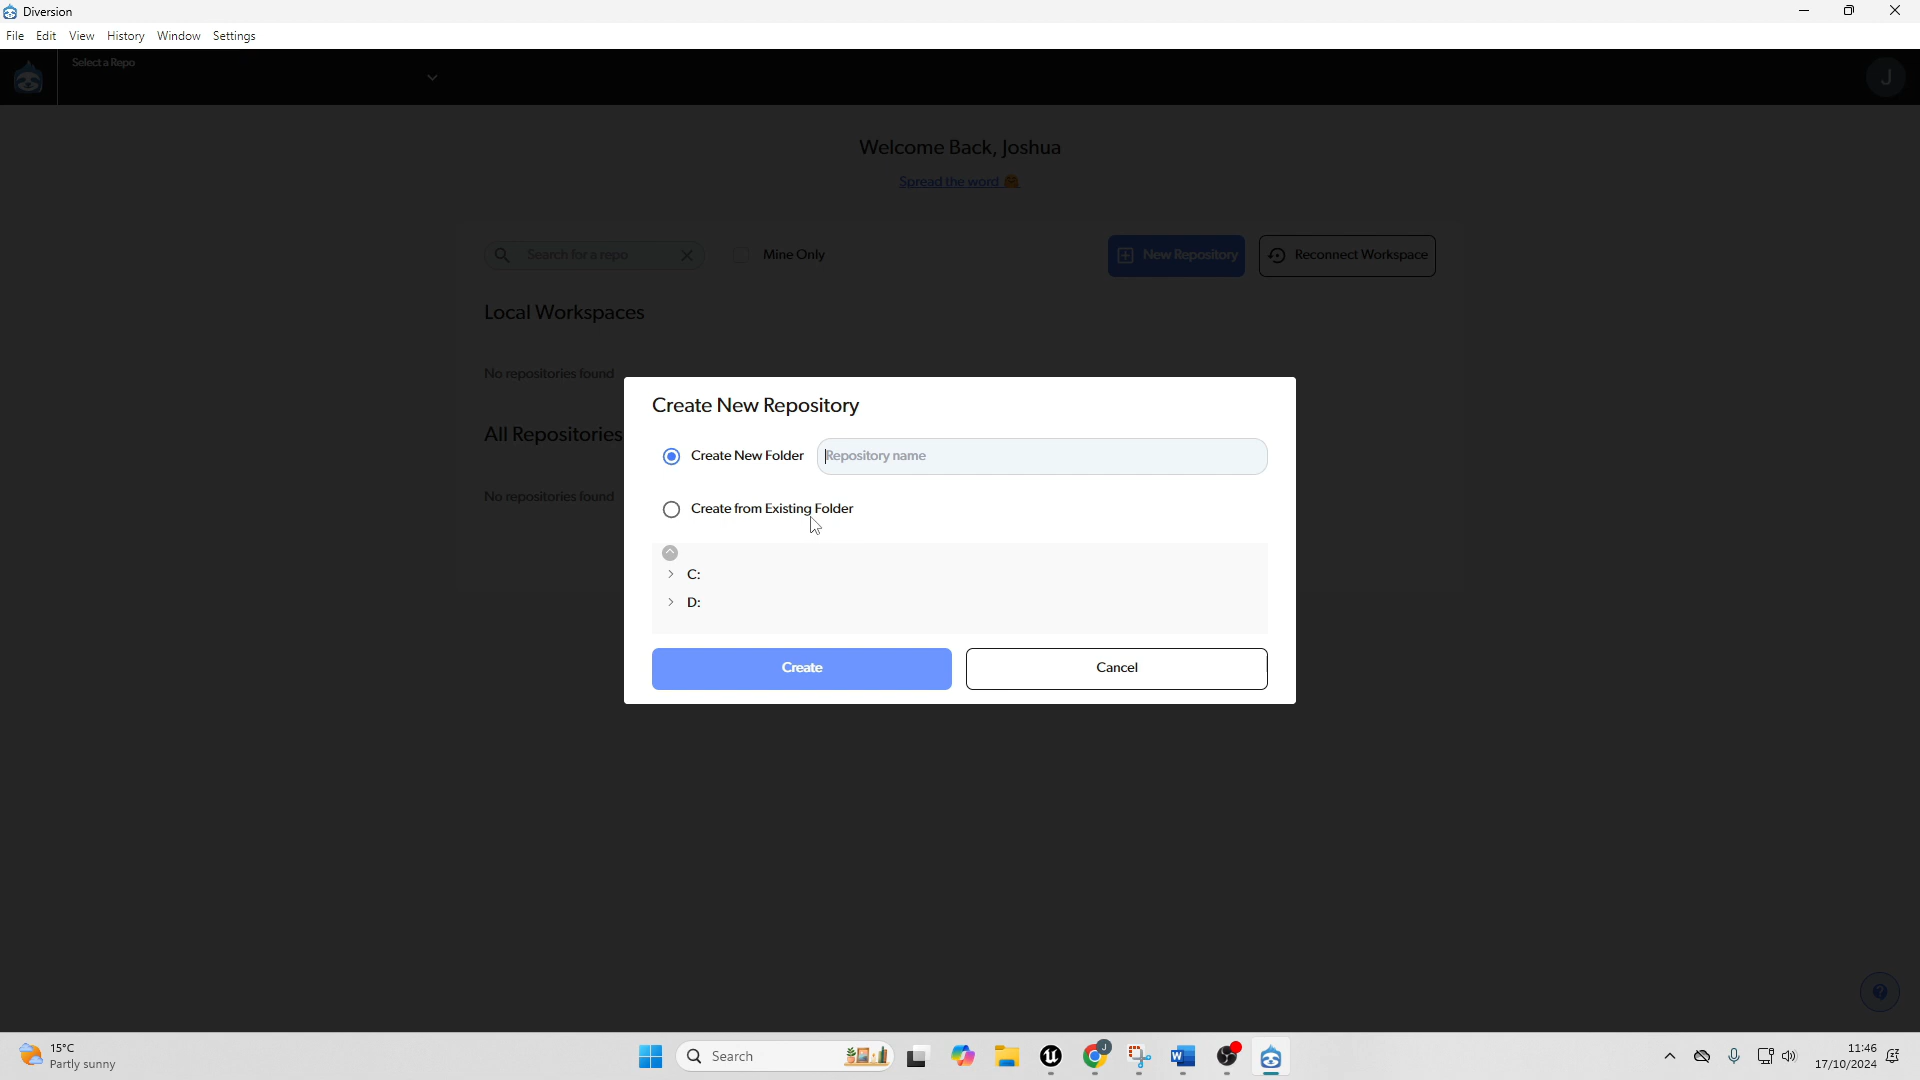 Diversion
File Edit View History Window Settings
Select a Repo
J
Welcome Back, Joshua
Spread the word
Search for a repo
Mine Only
New Repository
Reconnect Workspace
Local Workspaces
No repositories found
All Repositories
No repositories found
Create New Repository
Create New Folder
Repository name
Create from Existing Folder
C:
D:
Create
Cancel
15°C
Partly sunny
Search
J
11:46
17/10/2024